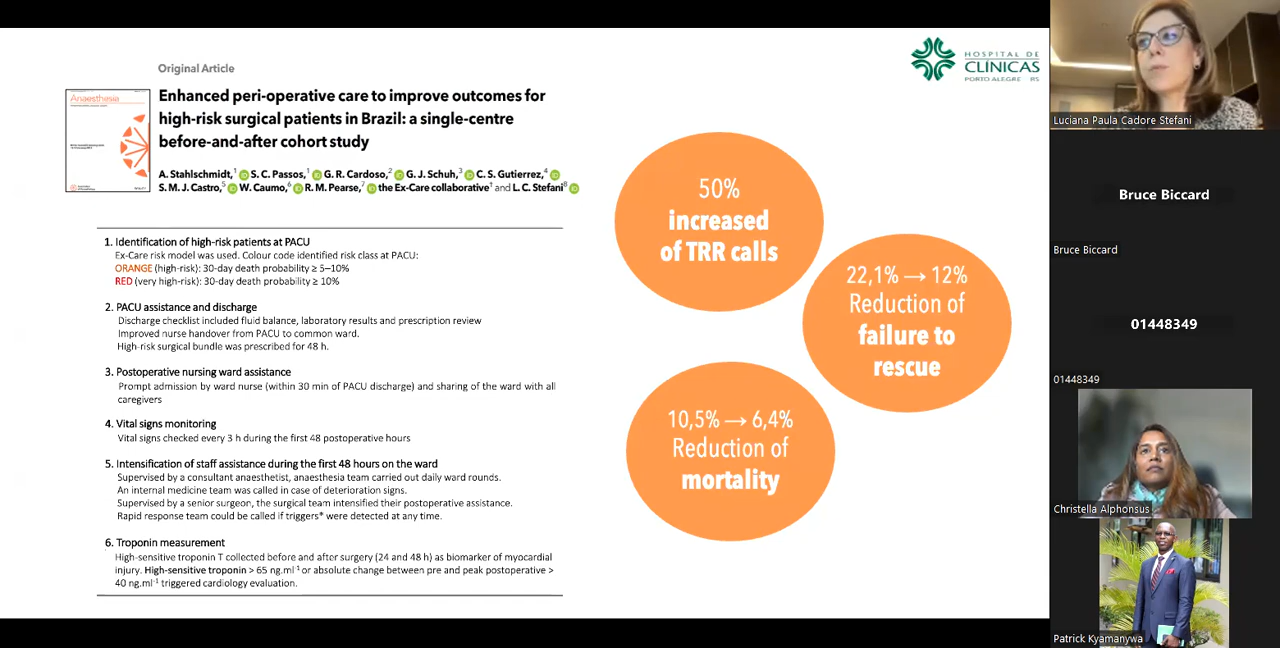 Original Article
Anaesthesia
Enhanced peri-operative care to improve outcomes for
high-risk surgical patients in Brazil: a single-centre
before-and-after cohort study
A. Stahlschmidt,¹ S. C. Passos,¹ G. R. Cardoso,² G. J. Schuh,³ C. S. Gutierrez,⁴
S. M. J. Castro,⁵ W. Caumo,⁶ R. M. Pearse,⁷ the Ex-Care collaborative† and L. C. Stefani⁸
1. Identification of high-risk patients at PACU
Ex-Care risk model was used. Colour code identified risk class at PACU:
ORANGE (high-risk): 30-day death probability ≥ 5–10%
RED (very high-risk): 30-day death probability ≥ 10%
2. PACU assistance and discharge
Discharge checklist included fluid balance, laboratory results and prescription review
Improved nurse handover from PACU to common ward.
High-risk surgical bundle was prescribed for 48 h.
3. Postoperative nursing ward assistance
Prompt admission by ward nurse (within 30 min of PACU discharge) and sharing of the ward with all
caregivers
4. Vital signs monitoring
Vital signs checked every 3 h during the first 48 postoperative hours
5. Intensification of staff assistance during the first 48 hours on the ward
Supervised by a consultant anaesthetist, anaesthesia team carried out daily ward rounds.
An internal medicine team was called in case of deterioration signs.
Supervised by a senior surgeon, the surgical team intensified their postoperative assistance.
Rapid response team could be called if triggers* were detected at any time.
6. Troponin measurement
High-sensitive troponin T collected before and after surgery (24 and 48 h) as biomarker of myocardial
injury. High-sensitive troponin > 65 ng.ml⁻¹ or absolute change between pre and peak postoperative >
40 ng.ml⁻¹ triggered cardiology evaluation.
HOSPITAL DE
CLINICAS
PORTO ALEGRE RS
50%
increased
of TRR calls
22,1% → 12%
Reduction of
failure to
rescue
10,5% → 6,4%
Reduction of
mortality
Luciana Paula Cadore Stefani
Bruce Biccard
Bruce Biccard
01448349
01448349
Christella Alphonsus
Patrick Kyamanywa